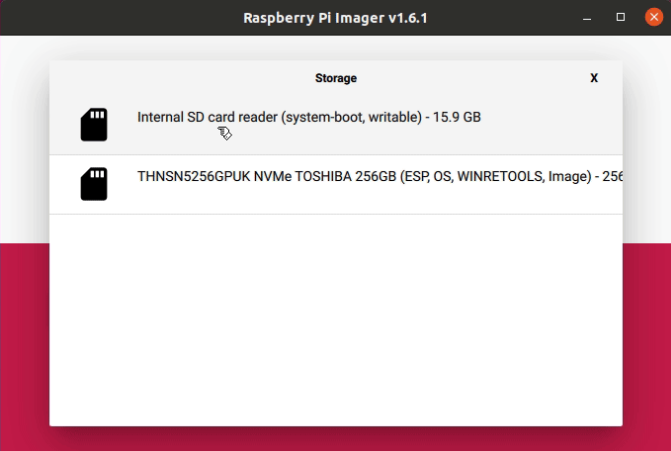 Raspberry Pi Imager v1.6.1
Storage
X
Internal SD card reader (system-boot, writable) - 15.9 GB
THNSN5256GPUK NVMe TOSHIBA 256GB (ESP, OS, WINRETOOLS, Image) - 256